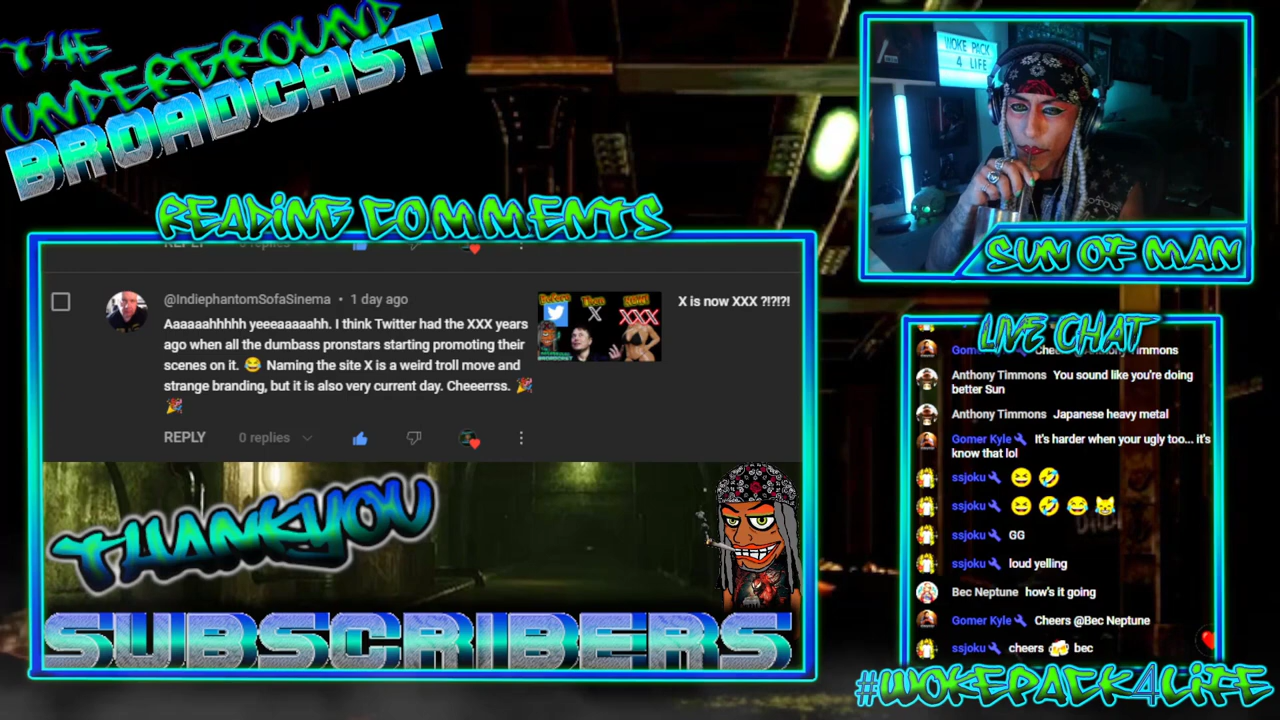 THE
UNDERGROUND
BROADCAST
WOKE PACK
4 LIFE
SUN OF MAN
READING COMMENTS
REPLY 0 replies
@IndiephantomSofaSinema • 1 day ago
Aaaaaahhhhh yeeeaaaaahh. I think Twitter had the XXX years
ago when all the dumbass pronstars starting promoting their
scenes on it. 😂 Naming the site X is a weird troll move and
strange branding, but it is also very current day. Cheeerrss. 🎉
🎉
Before Then NOW
X XXX
X is now XXX ?!?!?!
REPLY 0 replies
THANKYOU
SUBSCRIBERS
LIVE CHAT
Anthony Timmons You sound like you're doing
better Sun
Anthony Timmons Japanese heavy metal
Gomer Kyle It's harder when your ugly too... it's
know that lol
ssjoku 😆 🤣
ssjoku 😆 🤣 😂 😹
ssjoku GG
ssjoku loud yelling
Bec Neptune how's it going
Gomer Kyle Cheers @Bec Neptune
ssjoku cheers 🍻 bec
#WOKEPACK4LIFE